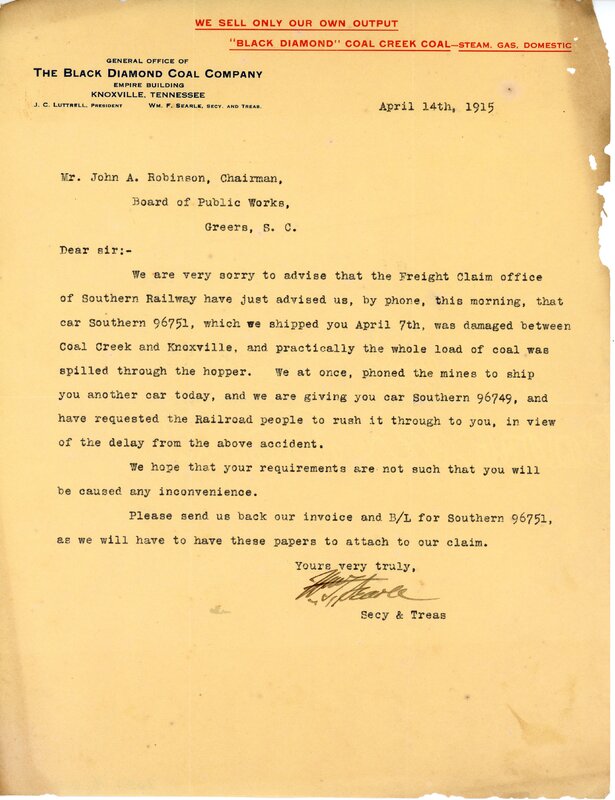 WE SELL ONLY OUR OWN OUTPUT
"BLACK DIAMOND" COAL CREEK COAL—STEAM, GAS, DOMESTIC
GENERAL OFFICE OF
THE BLACK DIAMOND COAL COMPANY
EMPIRE BUILDING
KNOXVILLE, TENNESSEE
J. C. LUTTRELL, PRESIDENT WM. F. SEARLE, SECY. AND TREAS.
April 14th, 1915
Mr. John A. Robinson, Chairman,
Board of Public Works,
Greers, S. C.
Dear sir:-
We are very sorry to advise that the Freight Claim office
of Southern Railway have just advised us, by phone, this morning, that
car Southern 96751, which we shipped you April 7th, was damaged between
Coal Creek and Knoxville, and practically the whole load of coal was
spilled through the hopper. We at once, phoned the mines to ship
you another car today, and we are giving you car Southern 96749, and
have requested the Railroad people to rush it through to you, in view
of the delay from the above accident.
We hope that your requirements are not such that you will
be caused any inconvenience.
Please send us back our invoice and B/L for Southern 96751,
as we will have to have these papers to attach to our claim.
Yours very truly,
Wm F. Searle
Secy & Treas